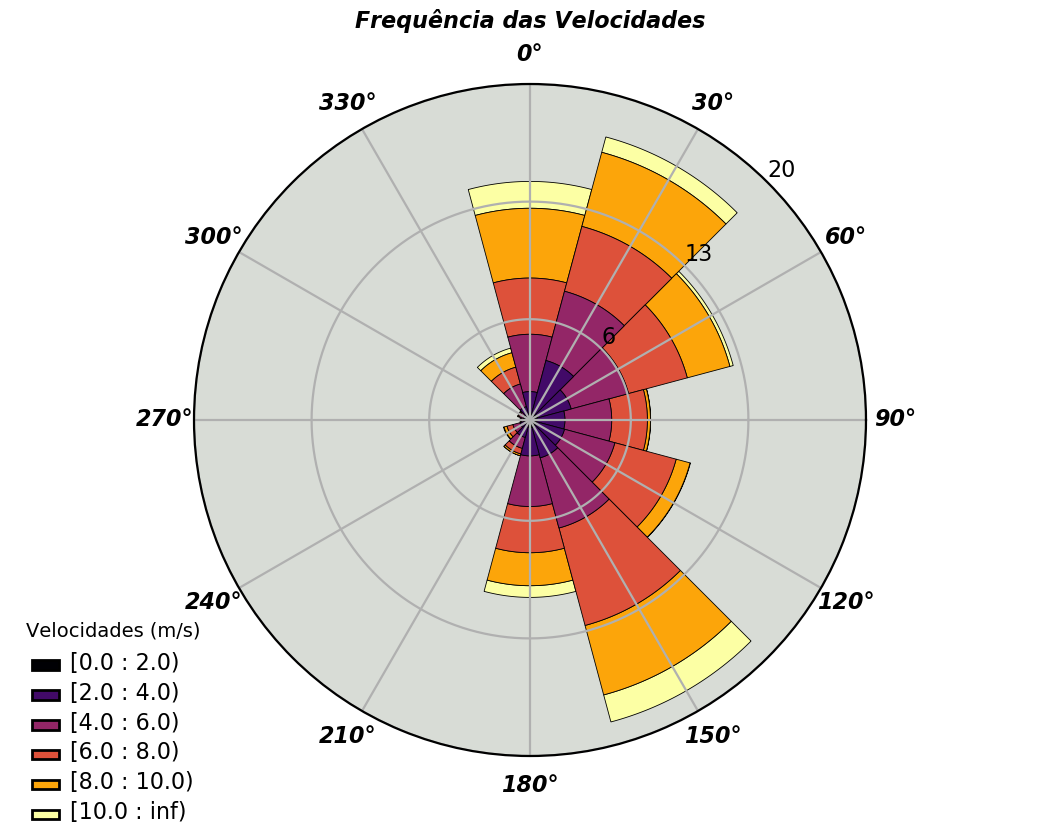 Frequência das Velocidades
0°
330°
30°
20
300°
60°
13
6
270°
90°
240°
120°
210°
150°
180°
Velocidades (m/s)
[0.0 : 2.0)
[2.0 : 4.0)
[4.0 : 6.0)
[6.0 : 8.0)
[8.0 : 10.0)
[10.0 : inf)